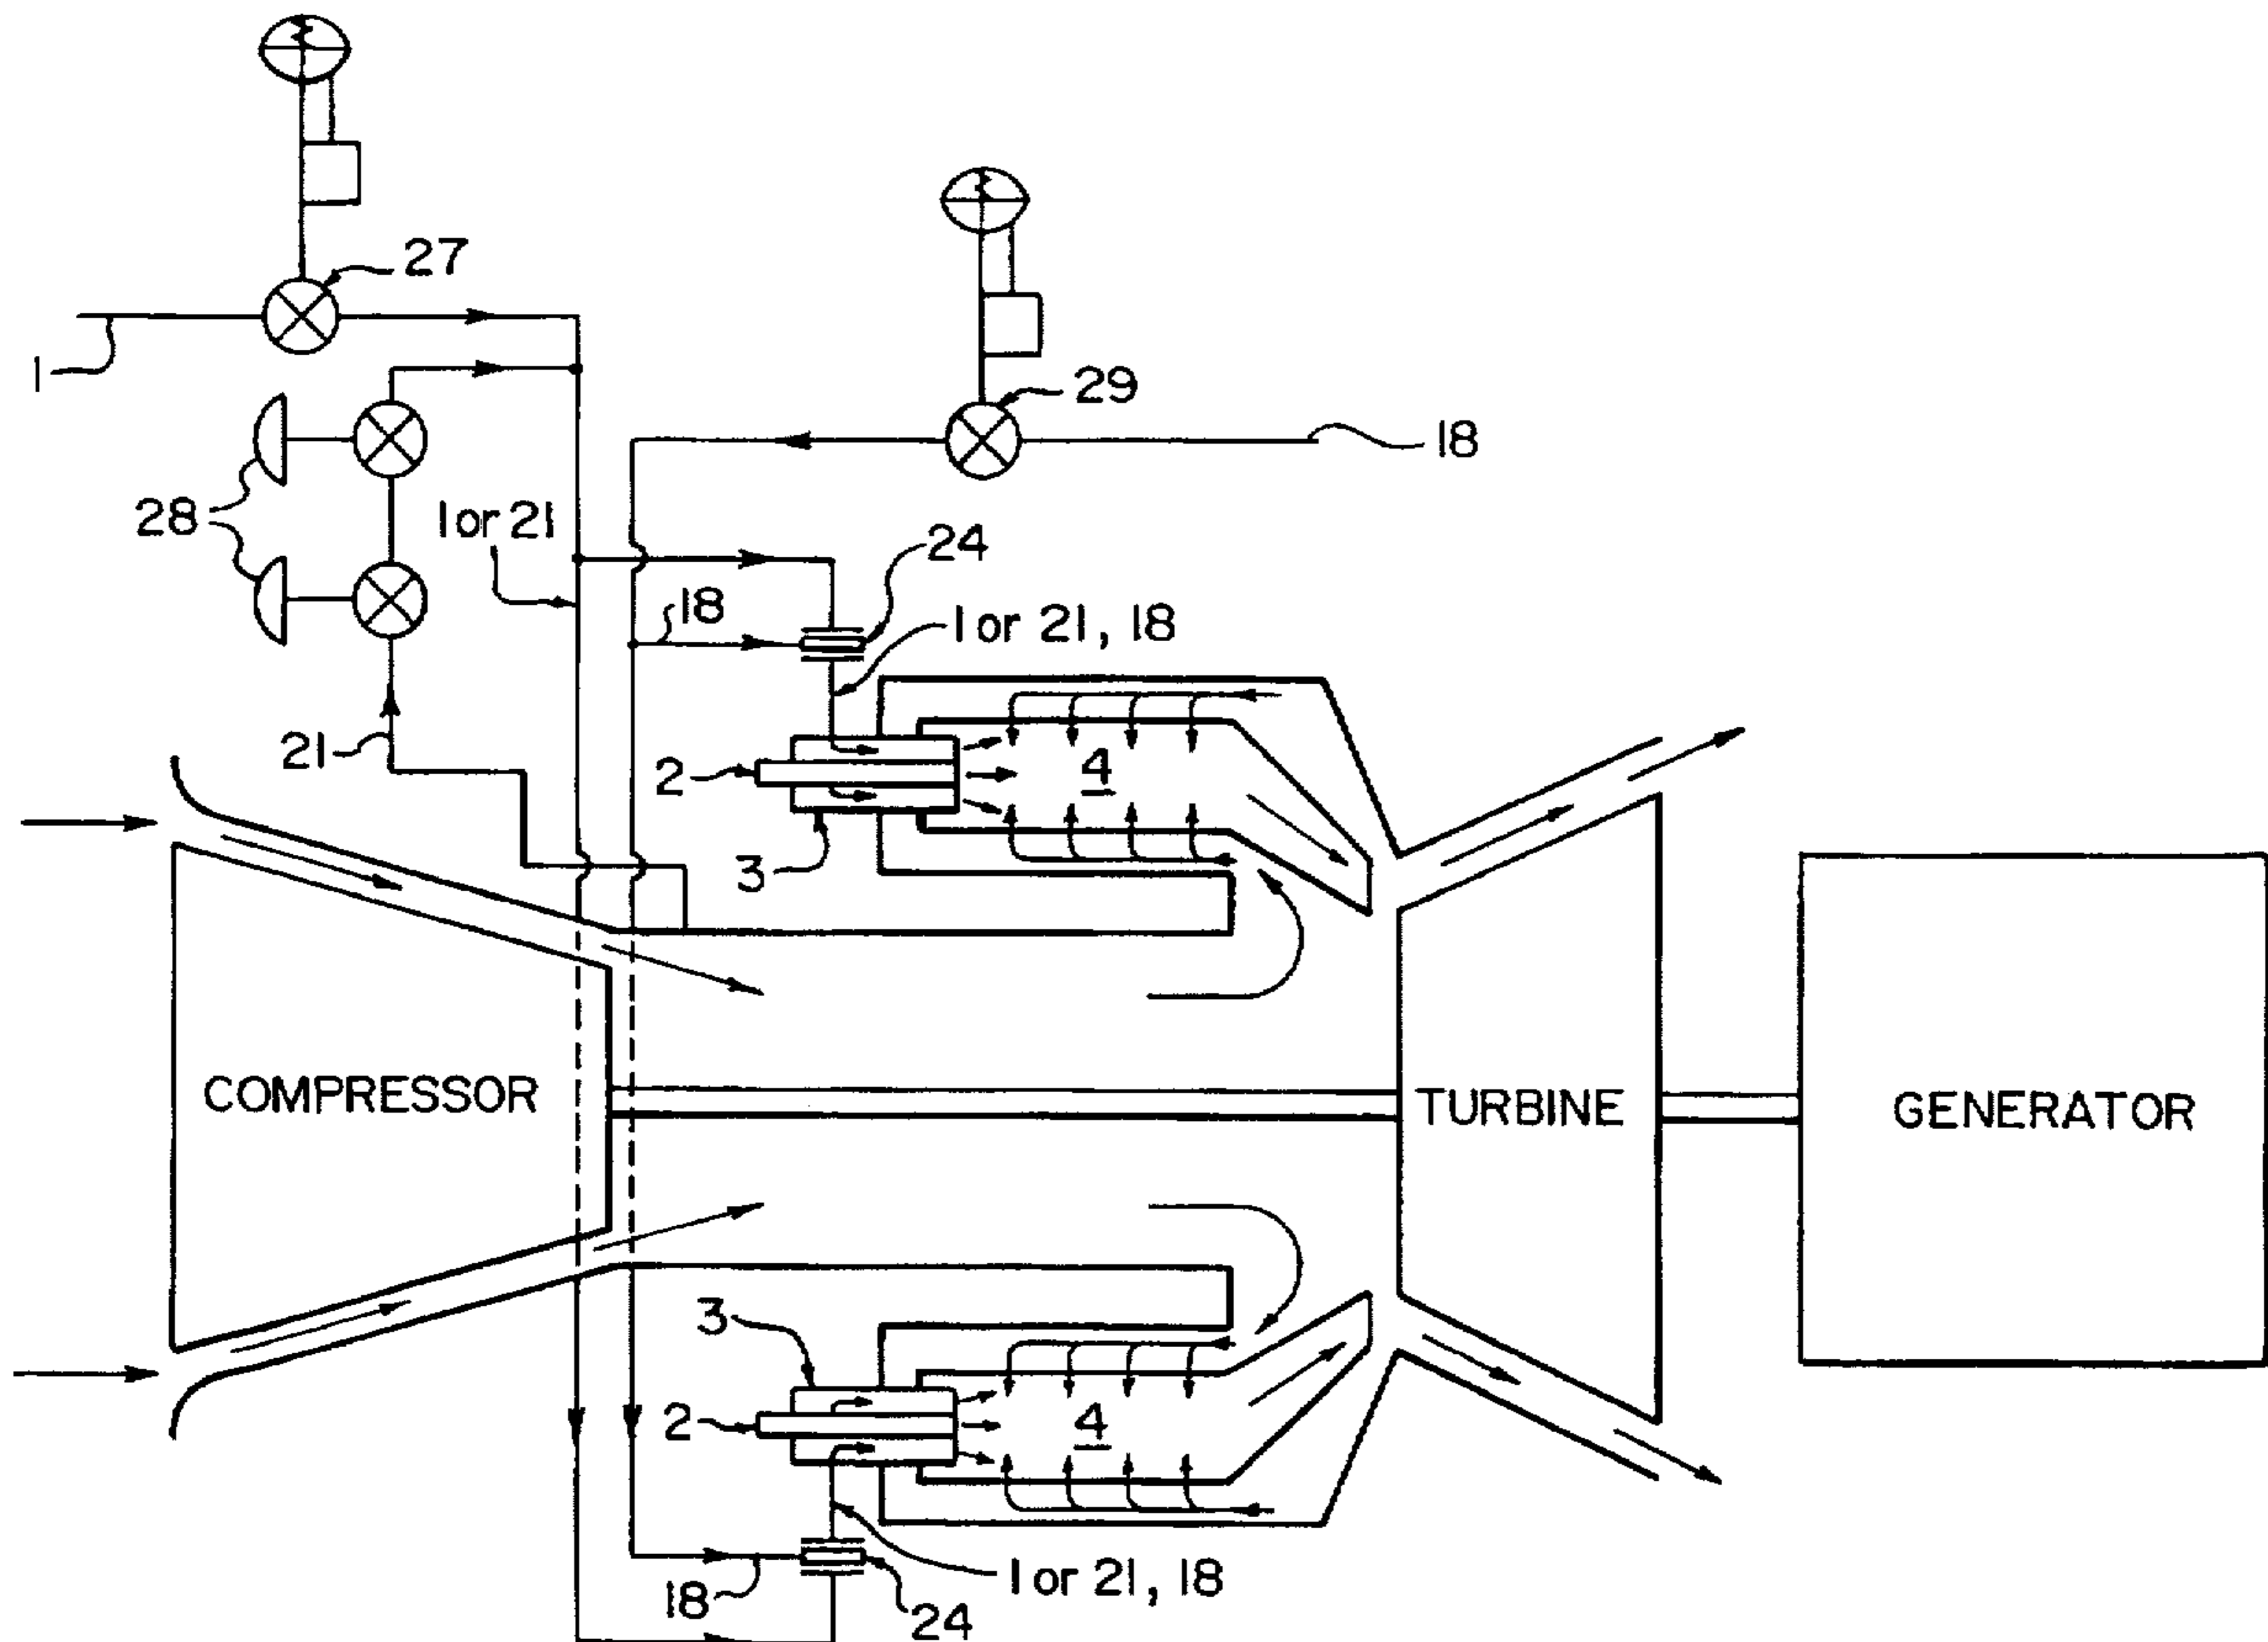 27
1
29
18
28
1 or 21
24
18
1 or 21, 18
21
2
4
3
COMPRESSOR
TURBINE
GENERATOR
3
2
4
1 or 21, 18
18
24